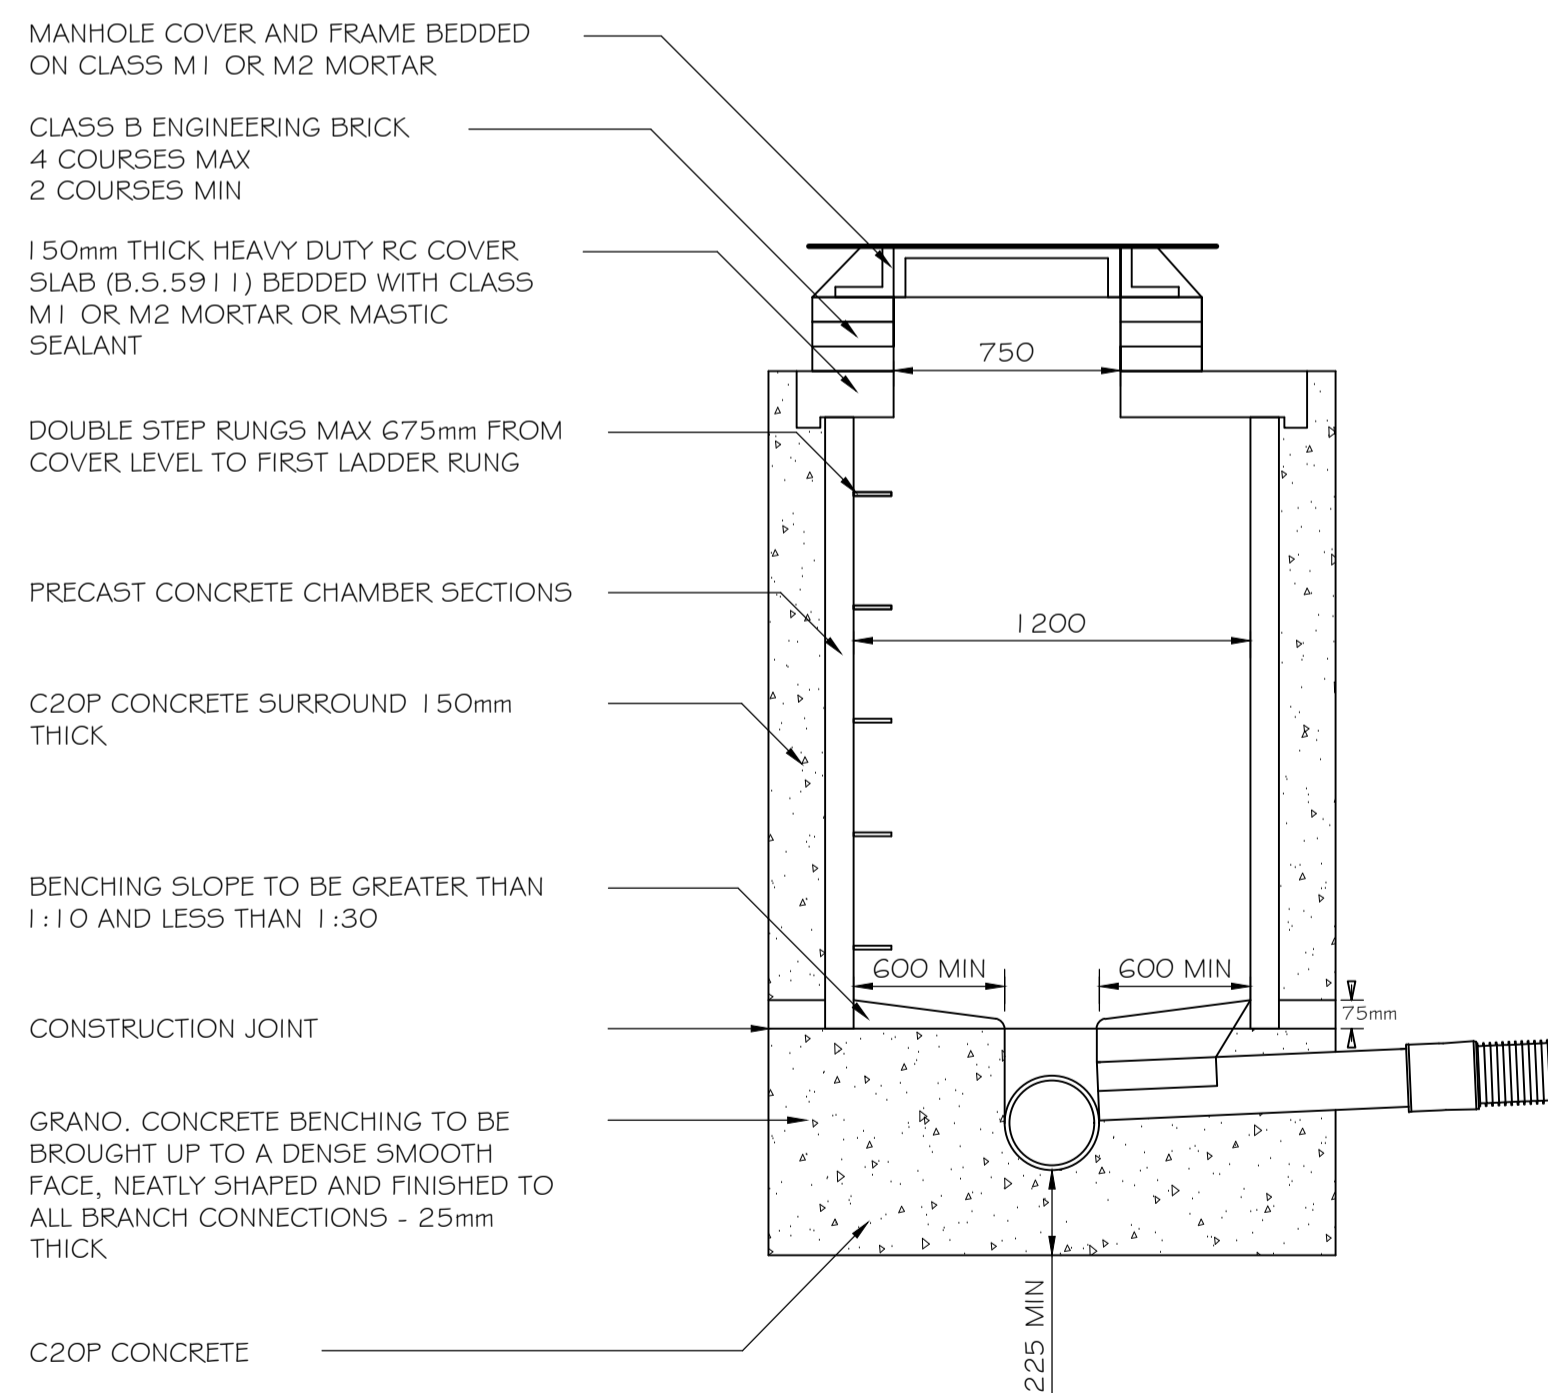 MANHOLE COVER AND FRAME BEDDED
ON CLASS M1 OR M2 MORTAR
CLASS B ENGINEERING BRICK
4 COURSES MAX
2 COURSES MIN
150mm THICK HEAVY DUTY RC COVER
SLAB (B.S.5911) BEDDED WITH CLASS
M1 OR M2 MORTAR OR MASTIC
SEALANT
750
DOUBLE STEP RUNGS MAX 675mm FROM
COVER LEVEL TO FIRST LADDER RUNG
PRECAST CONCRETE CHAMBER SECTIONS
1200
C20P CONCRETE SURROUND 150mm
THICK
BENCHING SLOPE TO BE GREATER THAN
1:10 AND LESS THAN 1:30
600 MIN
600 MIN
75mm
CONSTRUCTION JOINT
GRANO. CONCRETE BENCHING TO BE
BROUGHT UP TO A DENSE SMOOTH
FACE, NEATLY SHAPED AND FINISHED TO
ALL BRANCH CONNECTIONS - 25mm
THICK
225 MIN
C20P CONCRETE